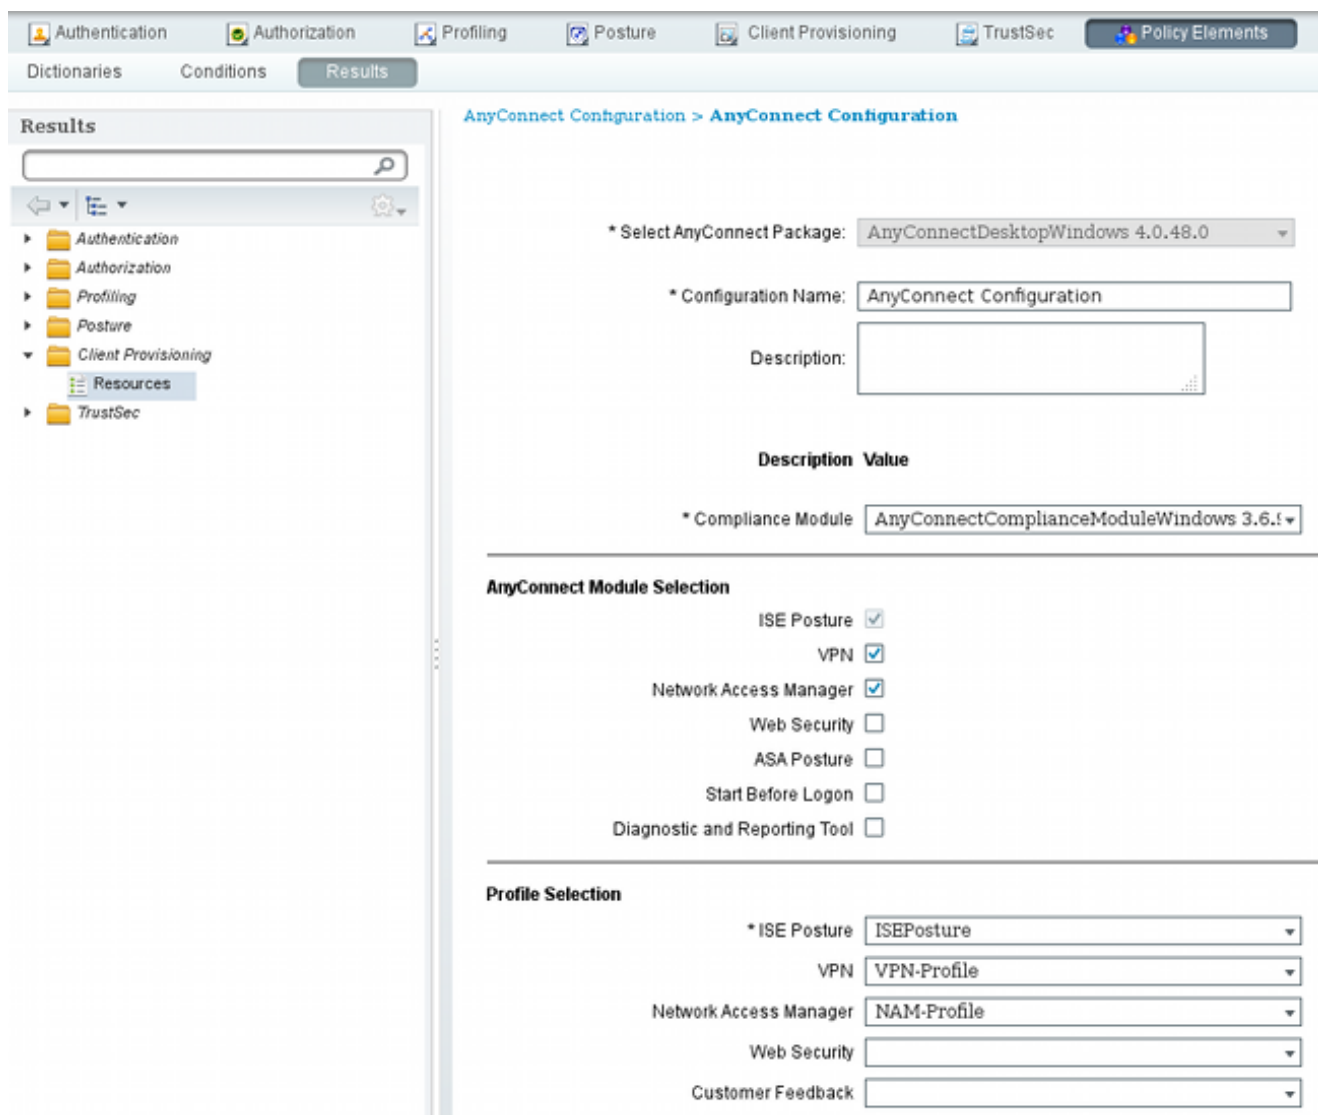 Authentication Authorization Profiling Posture Client Provisioning TrustSec Policy Elements
Dictionaries Conditions Results
Results
Authentication
Authorization
Profiling
Posture
Client Provisioning
Resources
TrustSec
AnyConnect Configuration > AnyConnect Configuration
* Select AnyConnect Package: AnyConnectDesktopWindows 4.0.48.0
* Configuration Name: AnyConnect Configuration
Description:
Description Value
* Compliance Module AnyConnectComplianceModuleWindows 3.6.
AnyConnect Module Selection
ISE Posture
VPN
Network Access Manager
Web Security
ASA Posture
Start Before Logon
Diagnostic and Reporting Tool
Profile Selection
* ISE Posture ISEPosture
VPN VPN-Profile
Network Access Manager NAM-Profile
Web Security
Customer Feedback